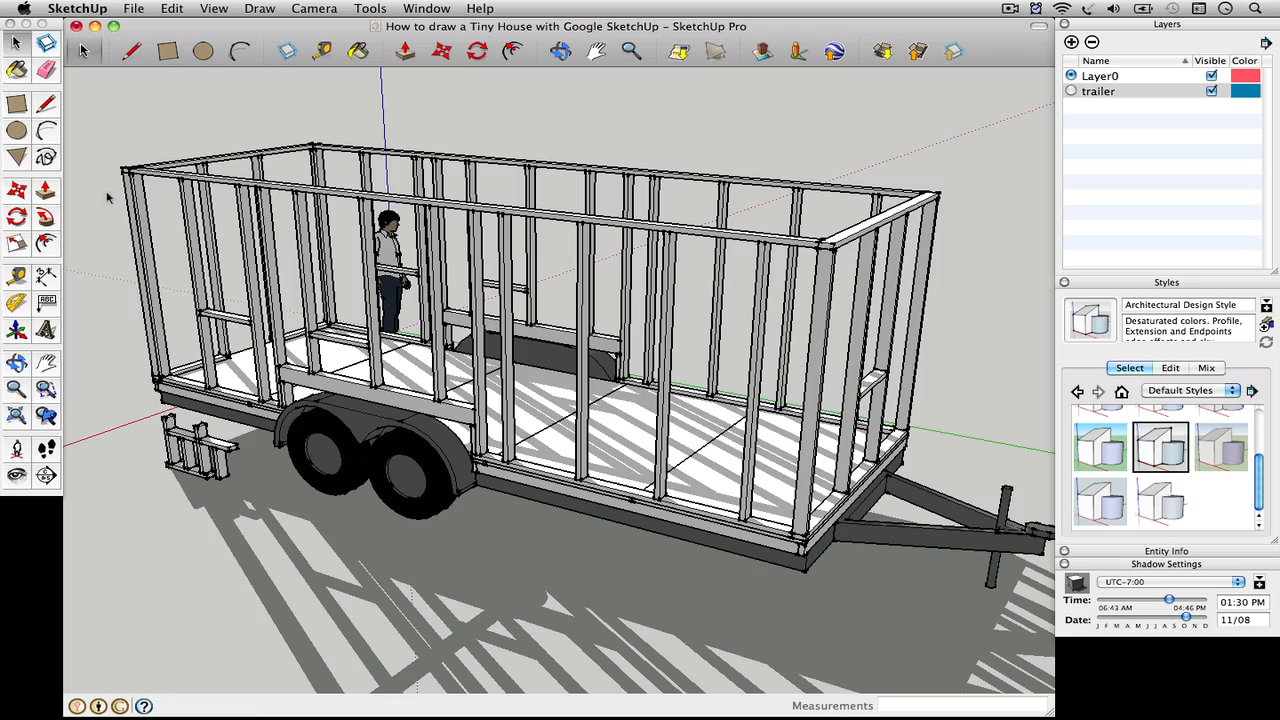 SketchUp File Edit View Draw Camera Tools Window Help
How to draw a Tiny House with Google SketchUp – SketchUp Pro
Layers
Name Visible Color
Layer0
trailer
ABC
Styles
Architectural Design Style
Desaturated colors. Profile,
Extension and Endpoints
Select Edit Mix
Default Styles
Entity Info
Shadow Settings
UTC-7:00
Time: 01:30 PM
06:43 AM 04:46 PM
Date: 11/08
J F M A M J J A S O N D
Measurements